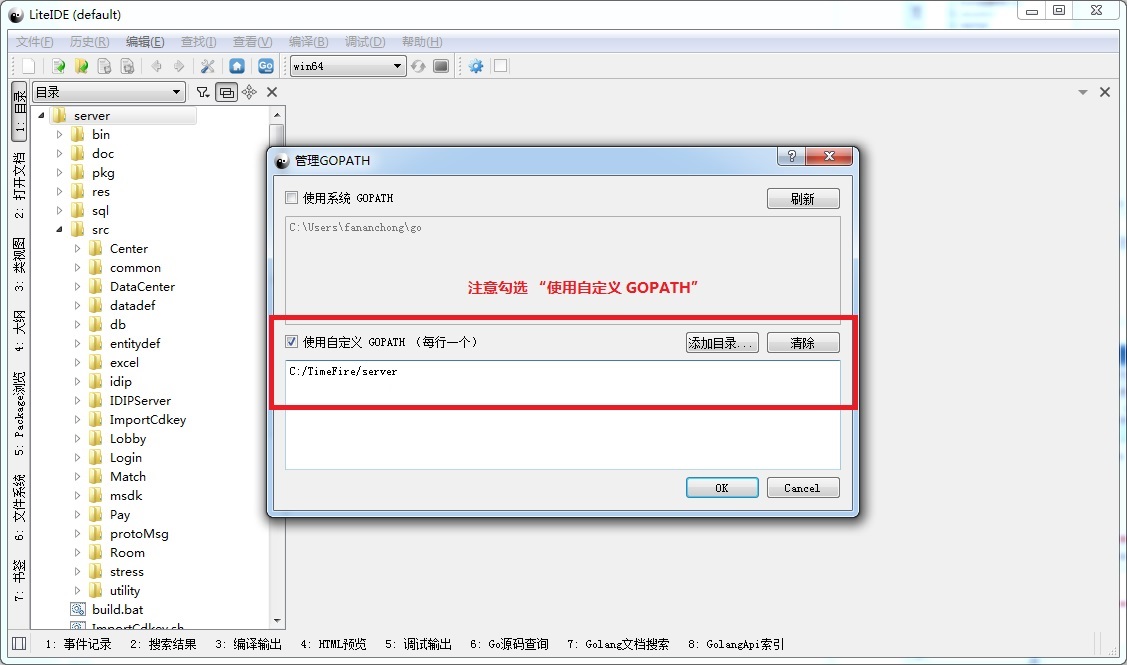 LiteIDE (default)
文件(F) 历史(R) 编辑(E) 查找(I) 查看(V) 编译(B) 调试(D) 帮助(H)
Go win64
目录
1: 目录
2: 打开文档
3: 类视图
4: 大纲
5: Package浏览
6: 文件系统
7: 书签
server
bin
doc
pkg
res
sql
src
Center
common
DataCenter
datadef
db
entitydef
excel
idip
IDIPServer
ImportCdkey
Lobby
Login
Match
msdk
Pay
protoMsg
Room
stress
utility
build.bat
ImportCdkey.sh
管理GOPATH
使用系统 GOPATH 刷新
C:\Users\fananchong\go
注意勾选 “使用自定义 GOPATH”
使用自定义 GOPATH （每行一个） 添加目录... 清除
C:/TimeFire/server
OK Cancel
1: 事件记录 2: 搜索结果 3: 编译输出 4: HTML预览 5: 调试输出 6: Go源码查询 7: Golang文档搜索 8: GolangApi索引